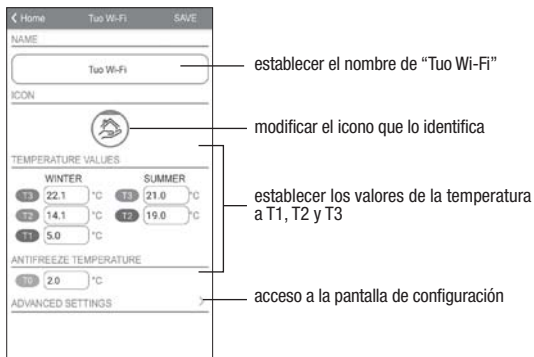 < Home Tuo Wi-Fi SAVE
NAME
Tuo Wi-Fi
establecer el nombre de “Tuo Wi-Fi”
ICON
modificar el icono que lo identifica
TEMPERATURE VALUES
WINTER SUMMER
T3 22.1 °C T3 21.0 °C
T2 14.1 °C T2 19.0 °C
T1 5.0 °C
establecer los valores de la temperatura
a T1, T2 y T3
ANTIFREEZE TEMPERATURE
T0 2.0 °C
ADVANCED SETTINGS >
acceso a la pantalla de configuración